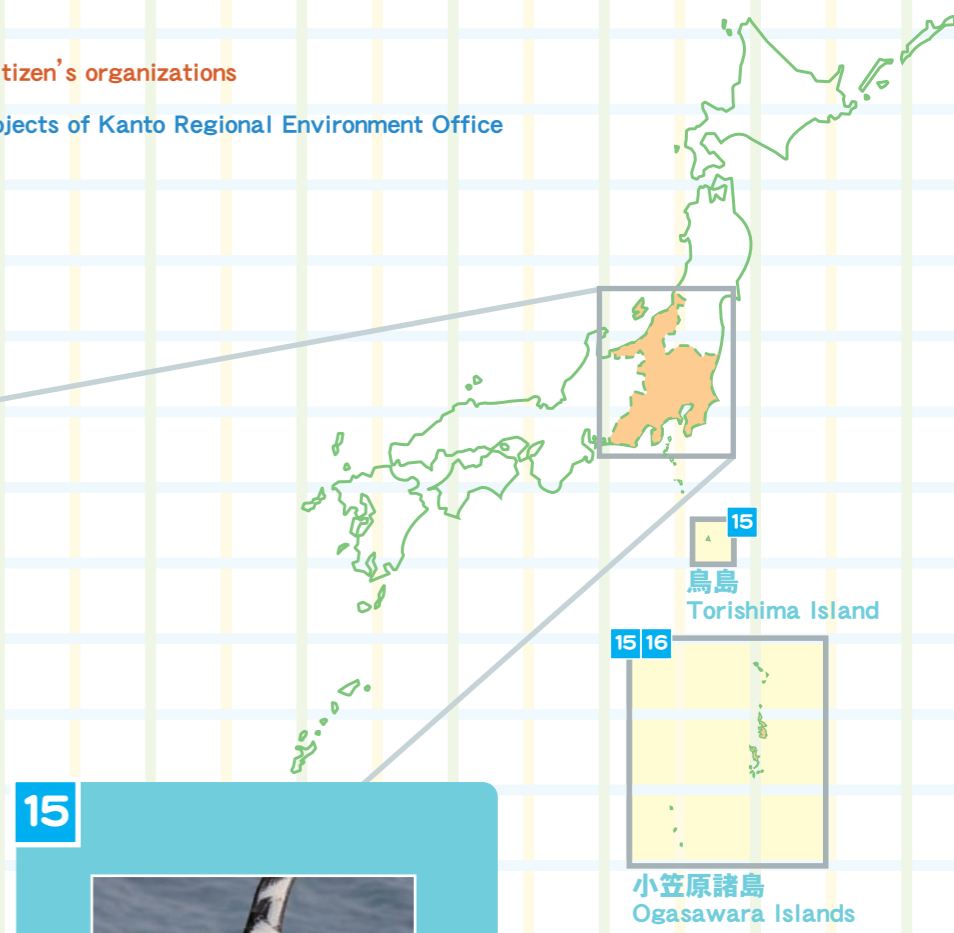 tizen's organizations
ojects of Kanto Regional Environment Office
15
鳥島
Torishima Island
15 16
小笠原諸島
Ogasawara Islands
15